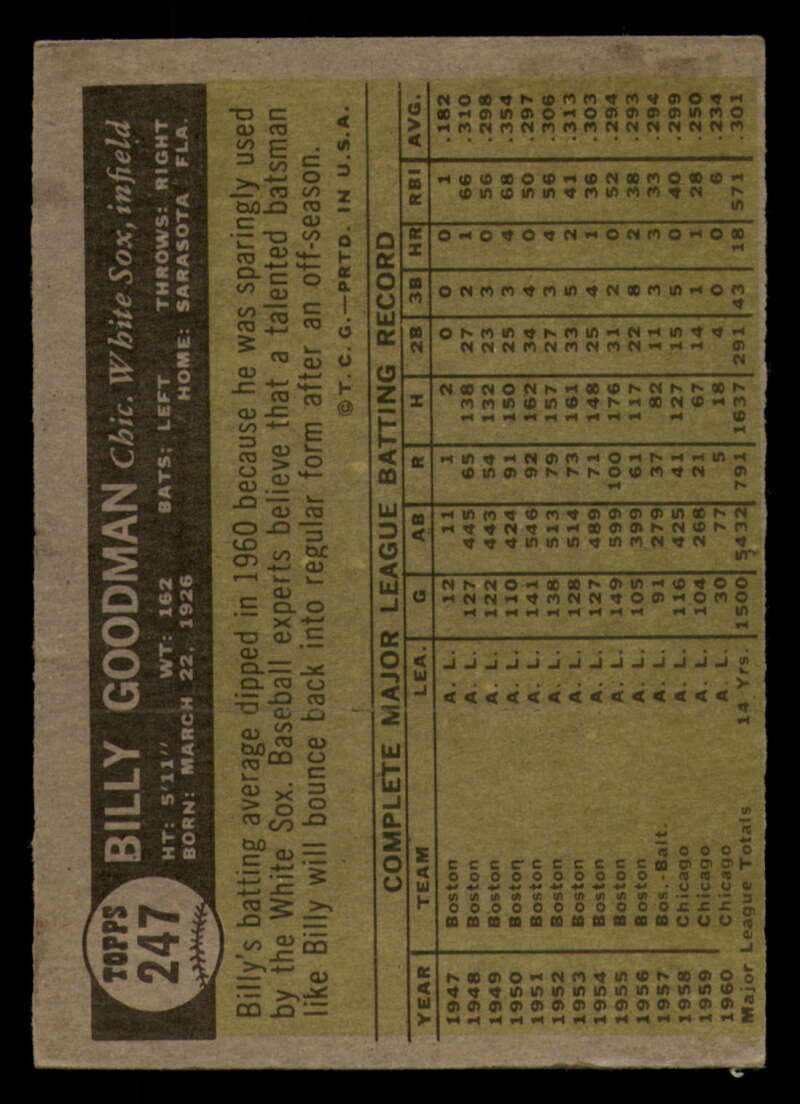 TOPPS
247
BILLY GOODMAN Chic. White Sox, infield
HT: 5'11" WT: 162 BATS: LEFT THROWS: RIGHT
BORN: MARCH 22, 1926 HOME: SARASOTA FLA.
Billy's batting average dipped in 1960 because he was sparingly used
by the White Sox. Baseball experts believe that a talented batsman
like Billy will bounce back into regular form after an off-season.
©T. C. G.—PRTD. IN U.S.A.
COMPLETE MAJOR LEAGUE BATTING RECORD
YEAR TEAM LEA. G AB R H 2B 3B HR RBI AVG.
1947 Boston A. L. 12 11 1 2 0 0 0 1 .182
1948 Boston A. L. 127 445 65 138 27 2 1 66 .310
1949 Boston A. L. 122 443 54 132 23 3 0 56 .298
1950 Boston A. L. 110 424 91 150 25 3 4 68 .354
1951 Boston A. L. 141 546 92 162 34 4 0 50 .297
1952 Boston A. L. 138 513 79 157 27 3 4 56 .306
1953 Boston A. L. 128 514 73 161 33 5 2 41 .313
1954 Boston A. L. 127 489 71 148 25 4 1 36 .303
1955 Boston A. L. 149 599 100 176 31 2 0 52 .294
1956 Boston A. L. 105 399 61 117 22 8 2 38 .293
1957 Bos.-Balt. A. L. 91 279 37 82 11 3 3 33 .294
1958 Chicago A. L. 116 425 41 127 15 5 0 40 .299
1959 Chicago A. L. 104 268 21 67 14 1 1 28 .250
1960 Chicago A. L. 30 77 5 18 4 0 0 6 .234
Major League Totals 14 Yrs. 1500 5432 791 1637 291 43 18 571 .301